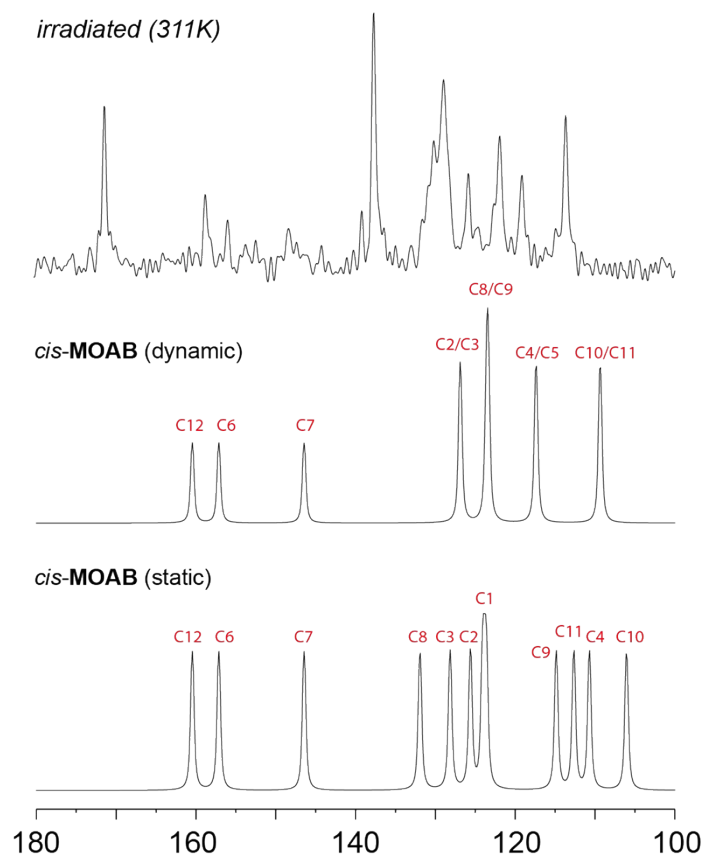 irradiated (311K)
C8/C9
cis-MOAB (dynamic)
C2/C3
C4/C5
C10/C11
C12
C6
C7
cis-MOAB (static)
C1
C12
C6
C7
C8
C3
C2
C9
C11
C4
C10
180
160
140
120
100